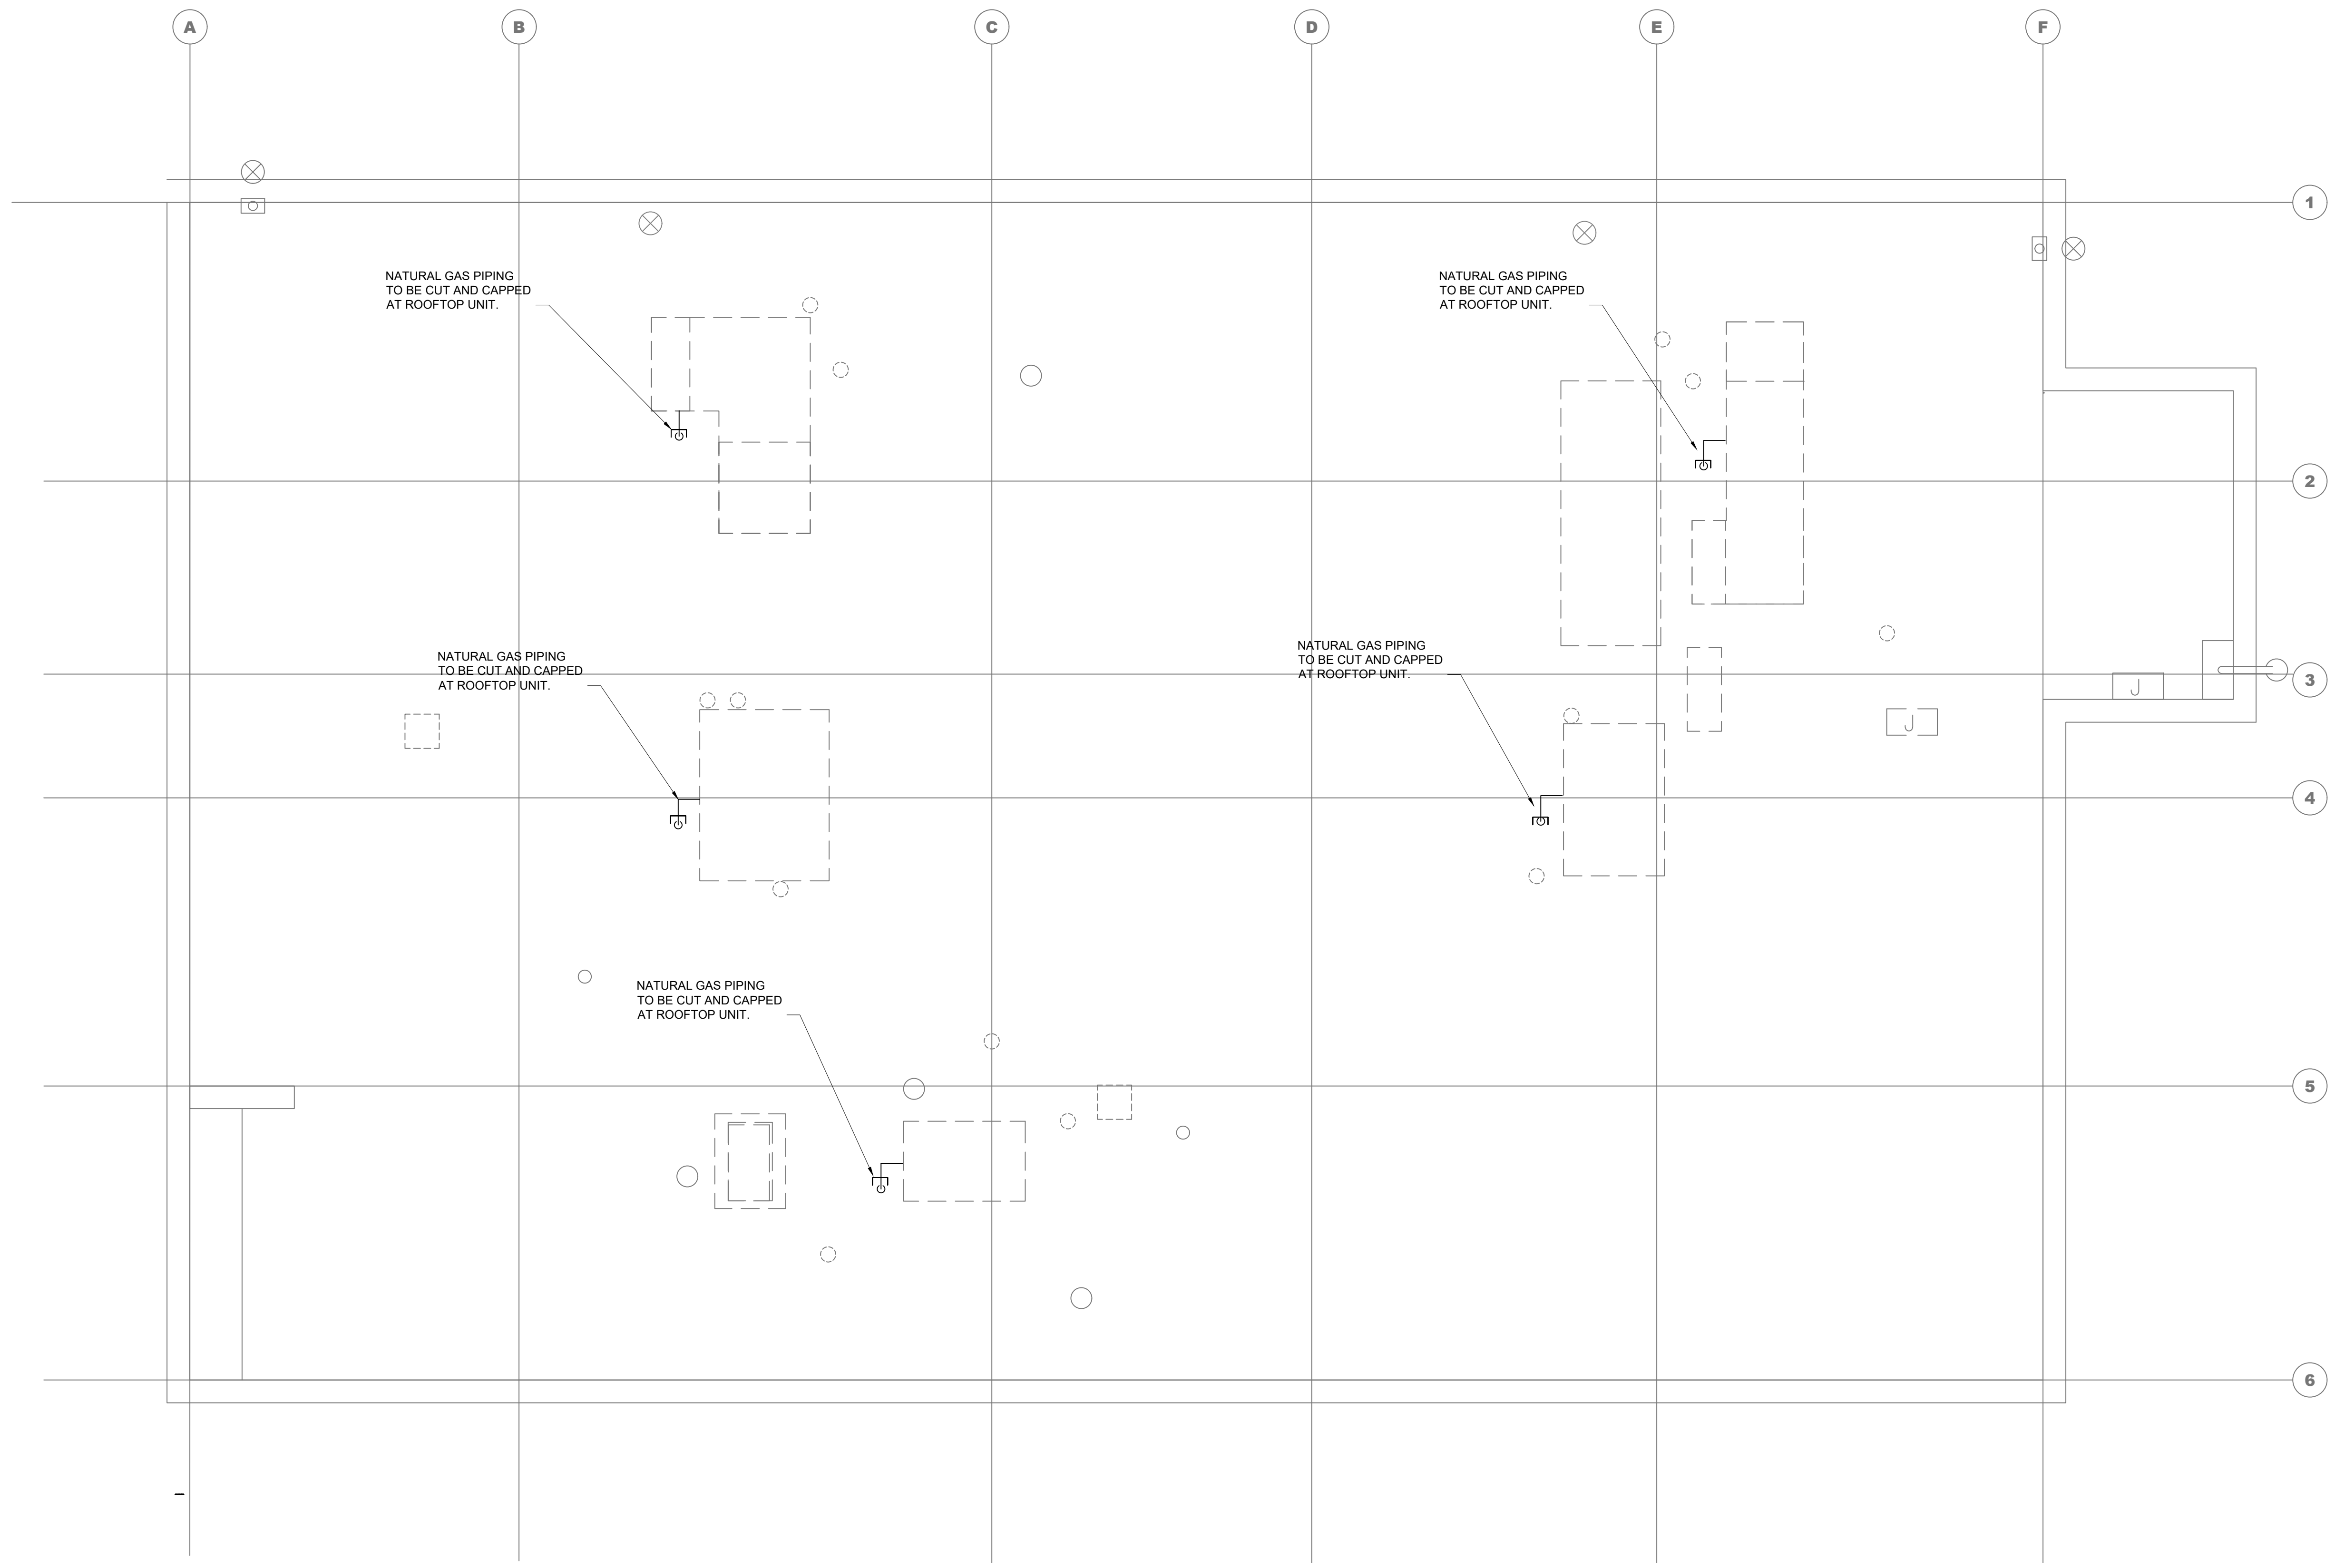 A
B
C
D
E
F
1
NATURAL GAS PIPING
TO BE CUT AND CAPPED
AT ROOFTOP UNIT.
NATURAL GAS PIPING
TO BE CUT AND CAPPED
AT ROOFTOP UNIT.
2
NATURAL GAS PIPING
TO BE CUT AND CAPPED
AT ROOFTOP UNIT.
NATURAL GAS PIPING
TO BE CUT AND CAPPED
AT ROOFTOP UNIT.
3
J
J
4
NATURAL GAS PIPING
TO BE CUT AND CAPPED
AT ROOFTOP UNIT.
5
6